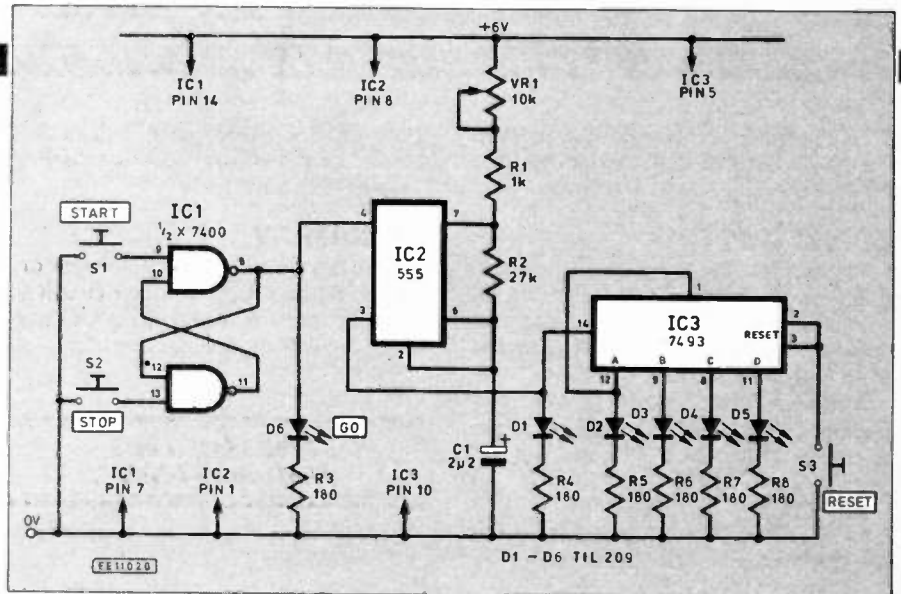 +6V
IC1
PIN 14
IC2
PIN 8
IC3
PIN 5
VR1
10k
R1
1k
START
IC1
½ X 7400
S1
9
10
8
4
7
IC2
555
R2
27k
3
6
2
1
IC3
7493
RESET
14
2
3
A
B
C
D
12
9
8
11
S2
STOP
12
13
11
D6
GO
D1
D2
D3
D4
D5
C1
2µ2
+
S3
RESET
IC1
PIN 7
IC2
PIN 1
R3
180
IC3
PIN 10
R4
180
R5
180
R6
180
R7
180
R8
180
0V
EE11020
D1 – D6 TIL 209